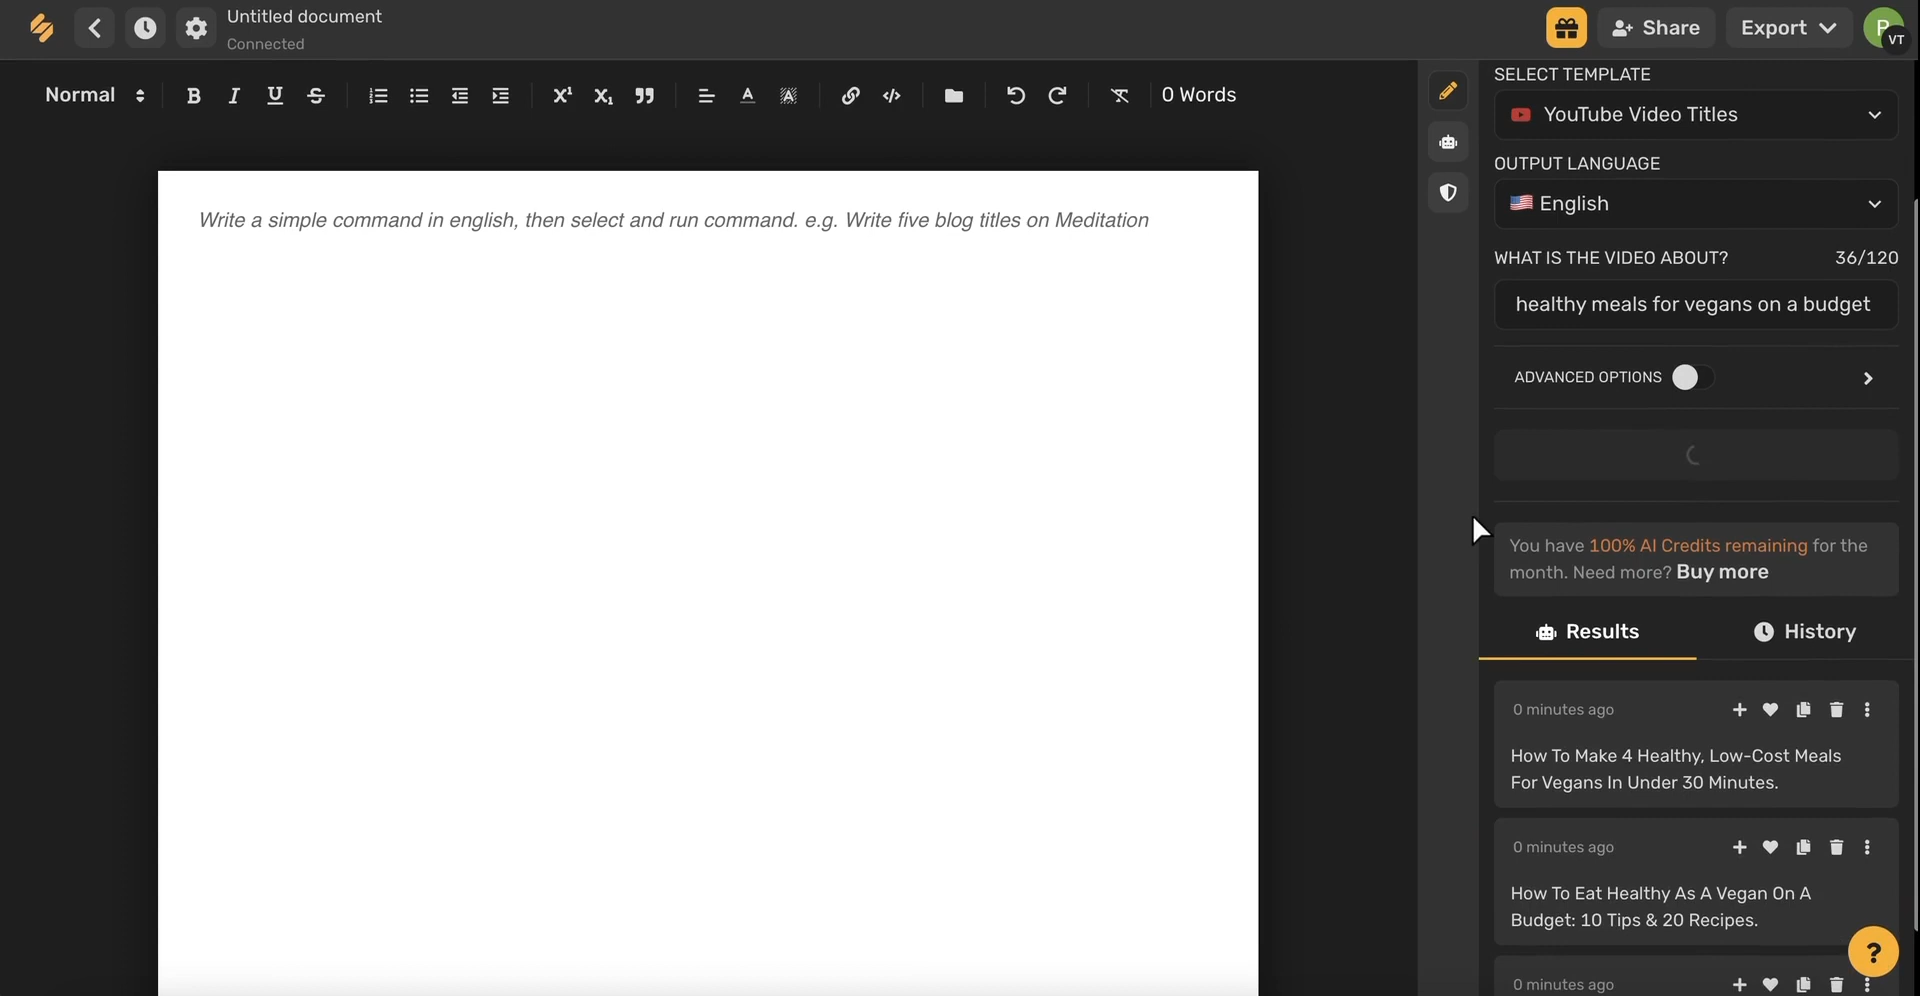 Untitled document
Connected
Share
Export
P
VT
Normal
B I U S
0 Words
Write a simple command in english, then select and run command. e.g. Write five blog titles on Meditation
SELECT TEMPLATE
YouTube Video Titles
OUTPUT LANGUAGE
English
WHAT IS THE VIDEO ABOUT? 36/120
healthy meals for vegans on a budget
ADVANCED OPTIONS
You have 100% AI Credits remaining for the
month. Need more? Buy more
Results
History
0 minutes ago
How To Make 4 Healthy, Low-Cost Meals
For Vegans In Under 30 Minutes.
0 minutes ago
How To Eat Healthy As A Vegan On A
Budget: 10 Tips & 20 Recipes.
0 minutes ago
?